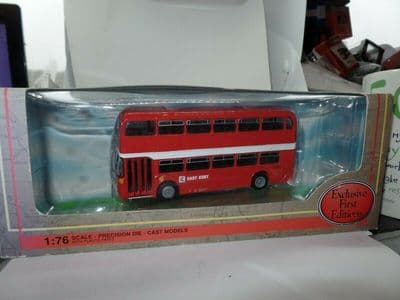 EAST KENT
Exclusive
First
Editions
1:76 SCALE · PRECISION DIE - CAST MODELS